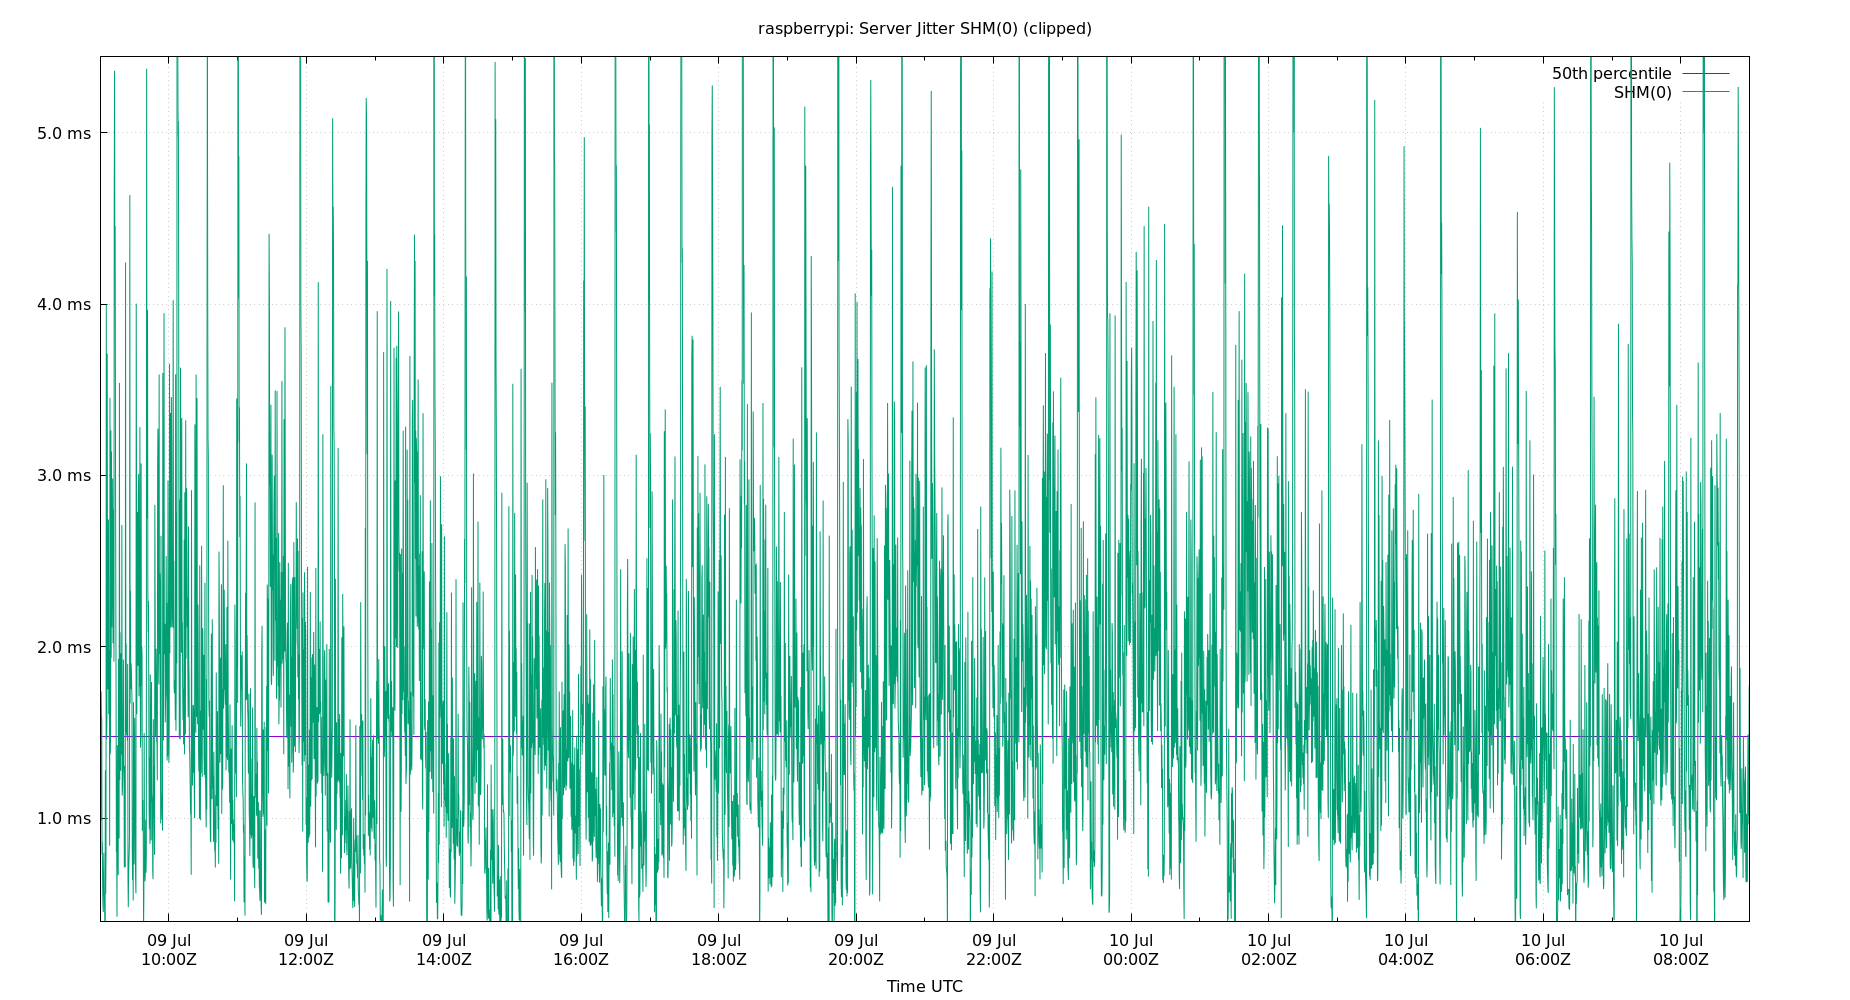 raspberrypi: Server Jitter SHM(0) (clipped)
50th percentile
SHM(0)
5.0 ms
4.0 ms
3.0 ms
2.0 ms
1.0 ms
09 Jul 09 Jul 09 Jul 09 Jul 09 Jul 09 Jul 09 Jul 10 Jul 10 Jul 10 Jul 10 Jul 10 Jul
10:00Z 12:00Z 14:00Z 16:00Z 18:00Z 20:00Z 22:00Z 00:00Z 02:00Z 04:00Z 06:00Z 08:00Z
Time UTC